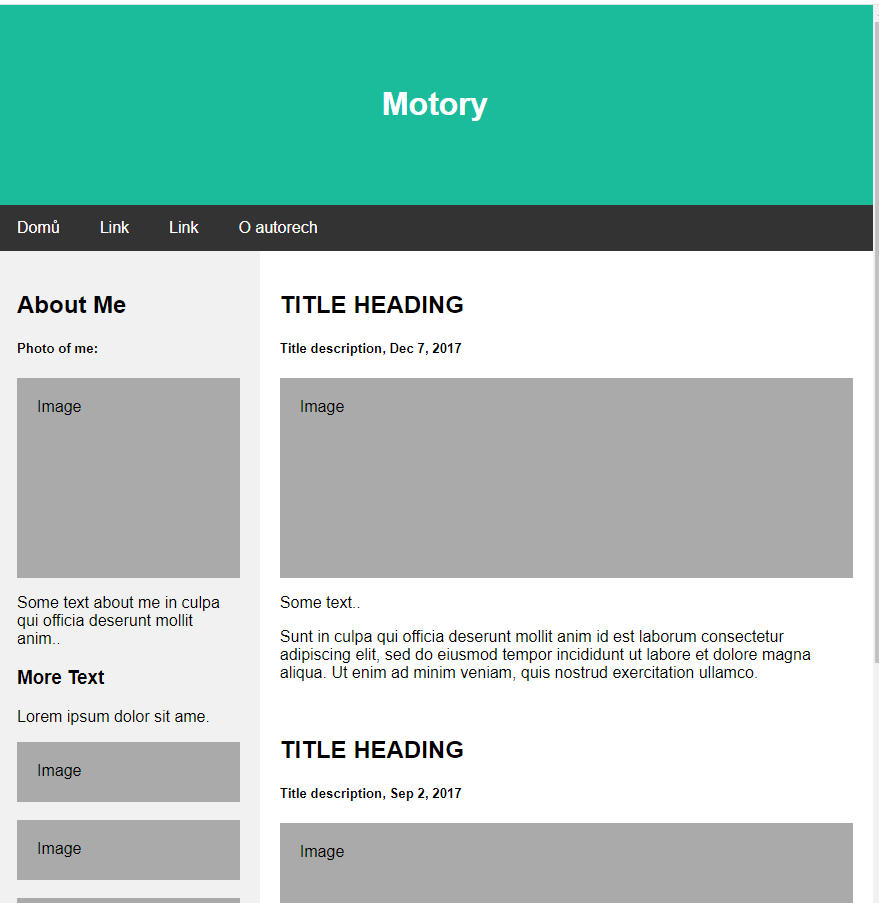 Motory
Domů
Link
Link
O autorech
About Me
Photo of me:
Image
Some text about me in culpa
qui officia deserunt mollit
anim..
More Text
Lorem ipsum dolor sit ame.
Image
Image
TITLE HEADING
Title description, Dec 7, 2017
Image
Some text..
Sunt in culpa qui officia deserunt mollit anim id est laborum consectetur
adipiscing elit, sed do eiusmod tempor incididunt ut labore et dolore magna
aliqua. Ut enim ad minim veniam, quis nostrud exercitation ullamco.
TITLE HEADING
Title description, Sep 2, 2017
Image